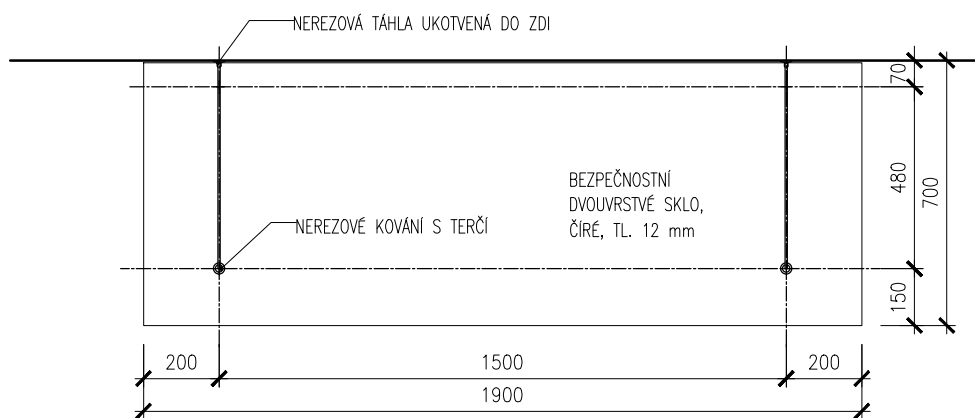 NEREZOVÁ TÁHLA UKOTVENÁ DO ZDI
70
480
700
BEZPEČNOSTNÍ
DVOUVRSTVÉ SKLO,
ČÍRÉ, TL. 12 mm
NEREZOVÉ KOVÁNÍ S TERČÍ
150
200
1500
200
1900